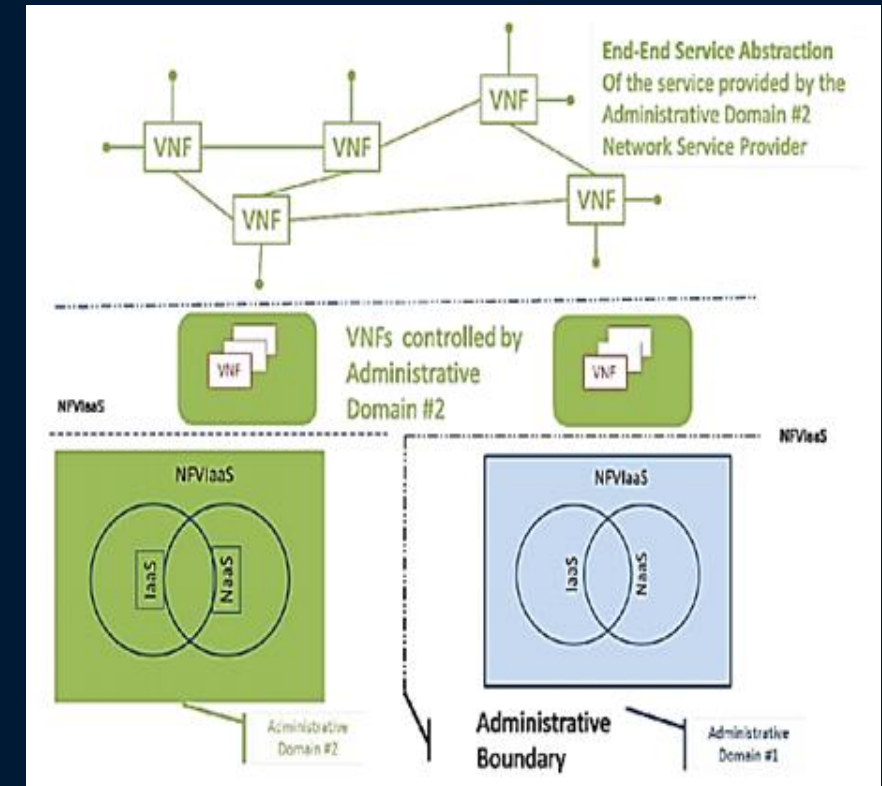 End-End Service Abstraction
Of the service provided by the
Administrative Domain #2
Network Service Provider
VNF
VNF
VNF
VNF
VNF
VNFs controlled by
Administrative
Domain #2
VNF
VNF
NFVIaaS
NFVIaaS
NFVIaaS
IaaS
NaaS
NFVIaaS
IaaS
NaaS
Administrative
Domain #2
Administrative
Boundary
Administrative
Domain #1